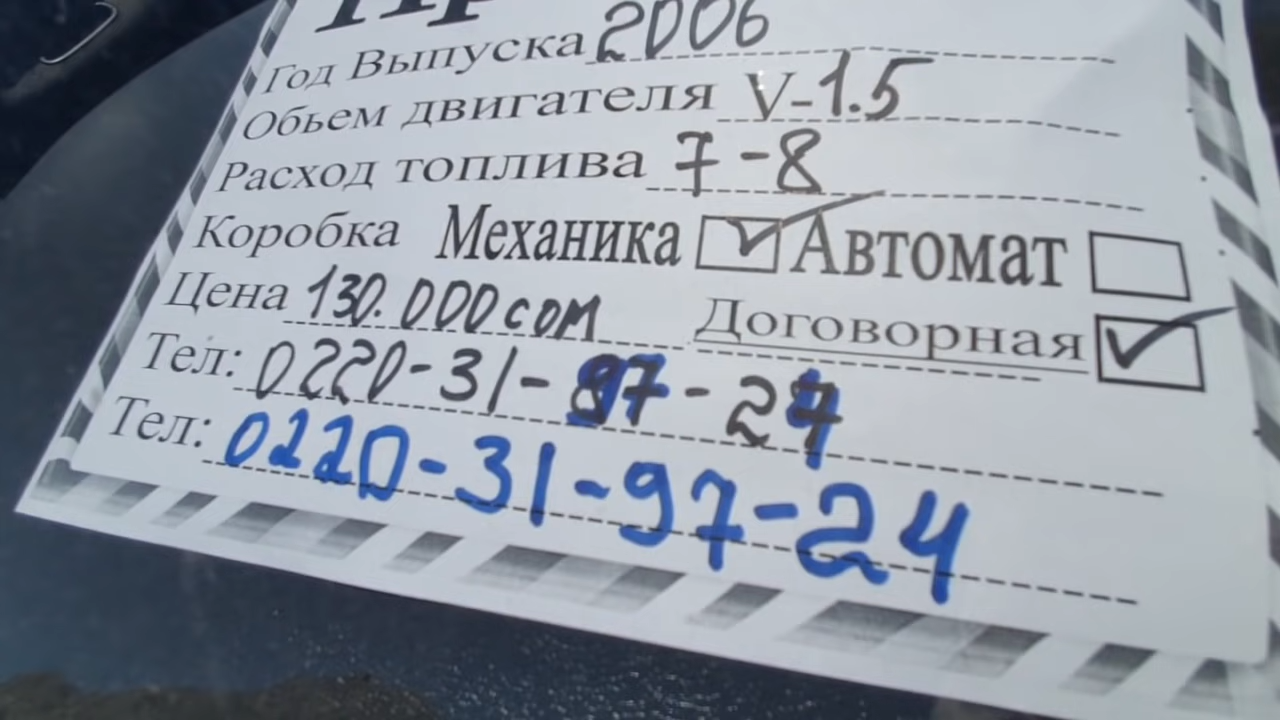 Год Выпуска 2006
Обьем двигателя V-1.5
Расход топлива 7-8
Коробка Механика Автомат
Цена 130.000 сом Договорная
Тел: 0220-31-97-24
Тел: 0220-31-97-24